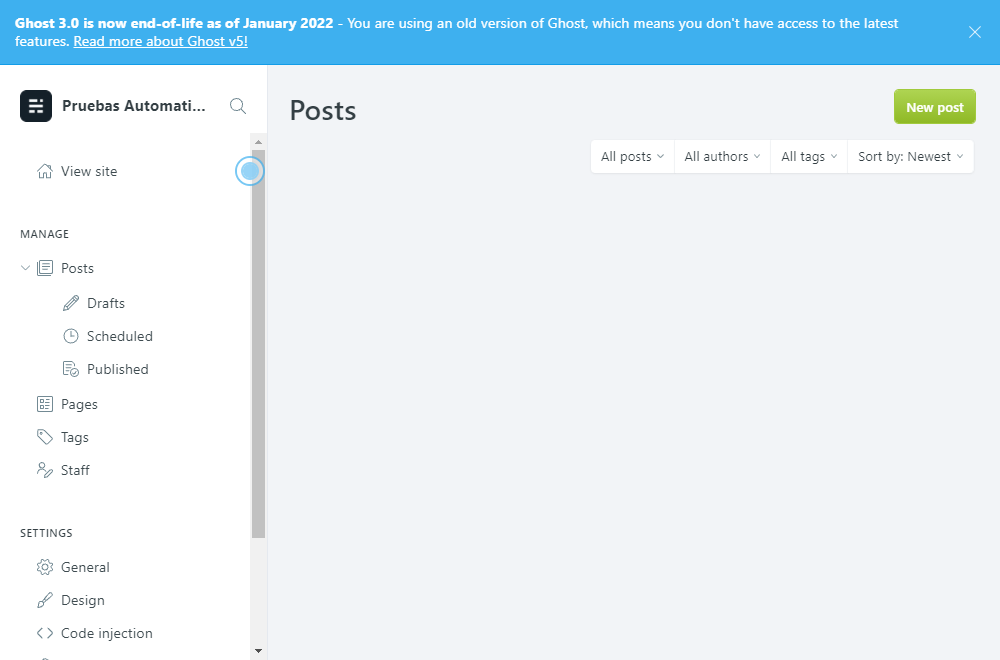 Ghost 3.0 is now end-of-life as of January 2022 - You are using an old version of Ghost, which means you don't have access to the latest
features. Read more about Ghost v5!
Pruebas Automati...
Posts
New post
All posts
All authors
All tags
Sort by: Newest
View site
MANAGE
Posts
Drafts
Scheduled
Published
Pages
Tags
Staff
SETTINGS
General
Design
Code injection